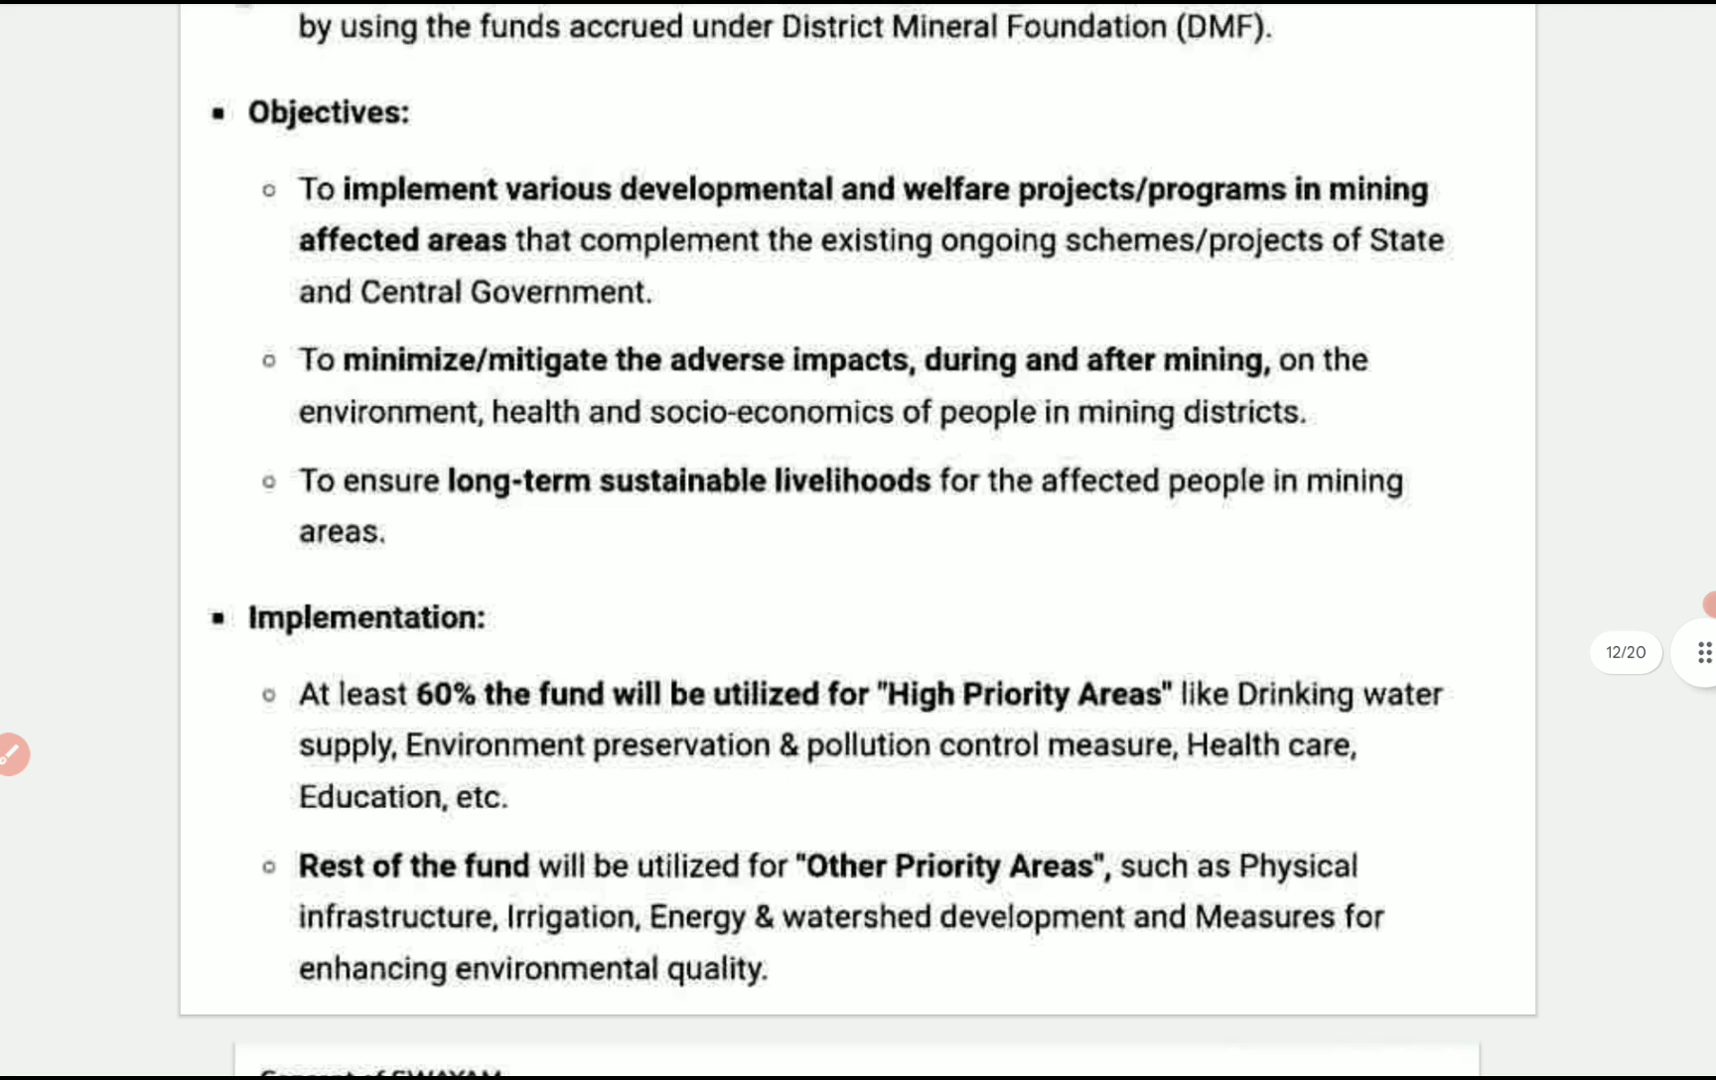 by using the funds accrued under District Mineral Foundation (DMF).
▪ Objectives:
o To implement various developmental and welfare projects/programs in mining
affected areas that complement the existing ongoing schemes/projects of State
and Central Government.
o To minimize/mitigate the adverse impacts, during and after mining, on the
environment, health and socio-economics of people in mining districts.
o To ensure long-term sustainable livelihoods for the affected people in mining
areas.
▪ Implementation:
o At least 60% the fund will be utilized for "High Priority Areas" like Drinking water
supply, Environment preservation & pollution control measure, Health care,
Education, etc.
o Rest of the fund will be utilized for "Other Priority Areas", such as Physical
infrastructure, Irrigation, Energy & watershed development and Measures for
enhancing environmental quality.
12/20